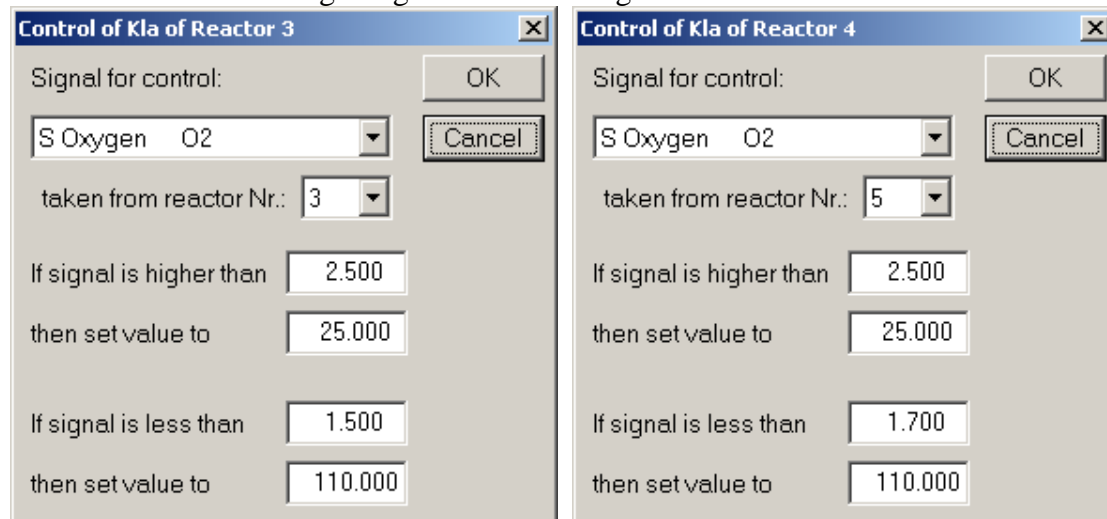 Control of Kla of Reactor 3
Signal for control:
OK
S Oxygen O2
Cancel
taken from reactor Nr.: 3
If signal is higher than 2.500
then set value to 25.000
If signal is less than 1.500
then set value to 110.000
Control of Kla of Reactor 4
Signal for control:
OK
S Oxygen O2
Cancel
taken from reactor Nr.: 5
If signal is higher than 2.500
then set value to 25.000
If signal is less than 1.700
then set value to 110.000